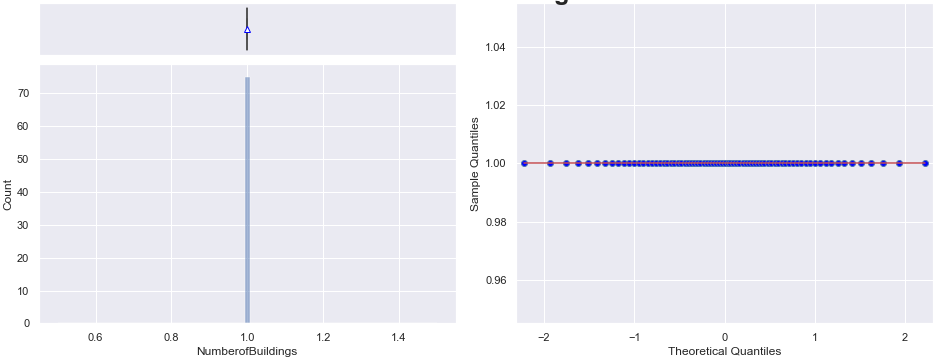 70
60
50
40
30
20
10
0
Count
0.6 0.8 1.0 1.2 1.4
NumberofBuildings
1.04
1.02
1.00
0.98
0.96
Sample Quantiles
−2 −1 0 1 2
Theoretical Quantiles